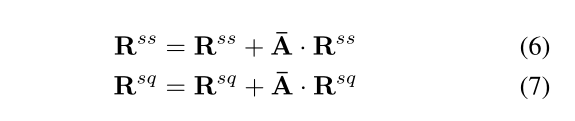 R^{ss} = R^{ss} + Ā · R^{ss} (6)
R^{sq} = R^{sq} + Ā · R^{sq} (7)